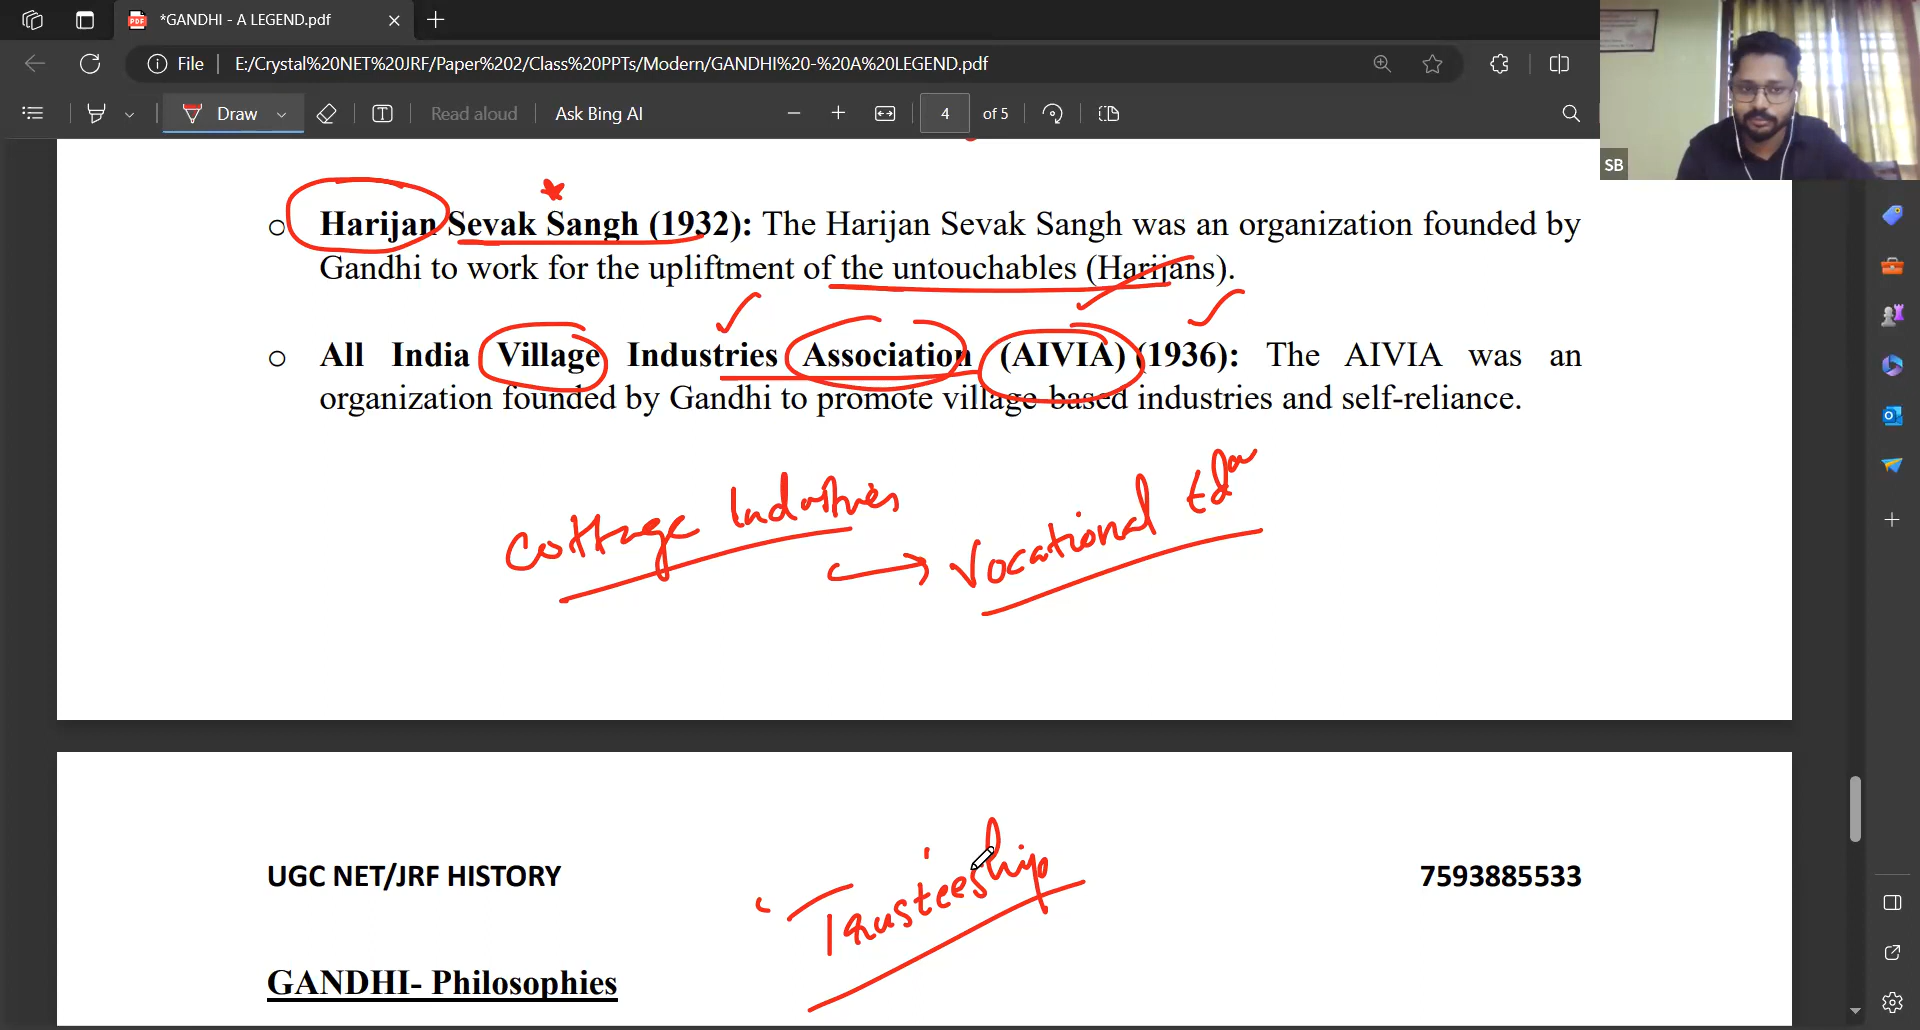 *GANDHI - A LEGEND.pdf
File
E:/Crystal%20NET%20JRF/Paper%202/Class%20PPTs/Modern/GANDHI%20-%20A%20LEGEND.pdf
Draw
Read aloud
Ask Bing AI
4 of 5
SB
Harijan Sevak Sangh (1932): The Harijan Sevak Sangh was an organization founded by
Gandhi to work for the upliftment of the untouchables (Harijans).
All India Village Industries Association (AIVIA) (1936): The AIVIA was an
organization founded by Gandhi to promote village-based industries and self-reliance.
Cottage Industries
Vocational Edn
UGC NET/JRF HISTORY
7593885533
Trusteeship
GANDHI- Philosophies